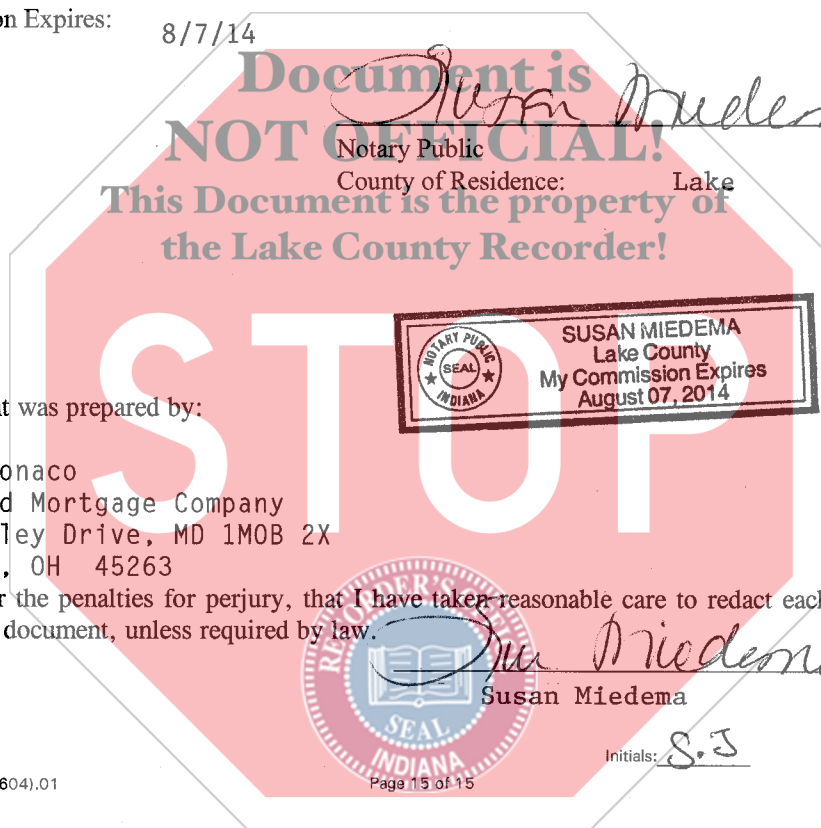 on Expires:
8/7/14
Document is
Susan Miedem
NOT OFFICIAL!
Notary Public
County of Residence: Lake
This Document is the property of
the Lake County Recorder!
STOP
NOTARY PUBLIC
SEAL
INDIANA
SUSAN MIEDEMA
Lake County
My Commission Expires
August 07, 2014
t was prepared by:
onaco
d Mortgage Company
ley Drive, MD 1MOB 2X
, OH 45263
r the penalties for perjury, that I have taken reasonable care to redact each
document, unless required by law.
Sue Miedema
Susan Miedema
SEAL
INDIANA
Initials: S.J
604).01
Page 15 of 15